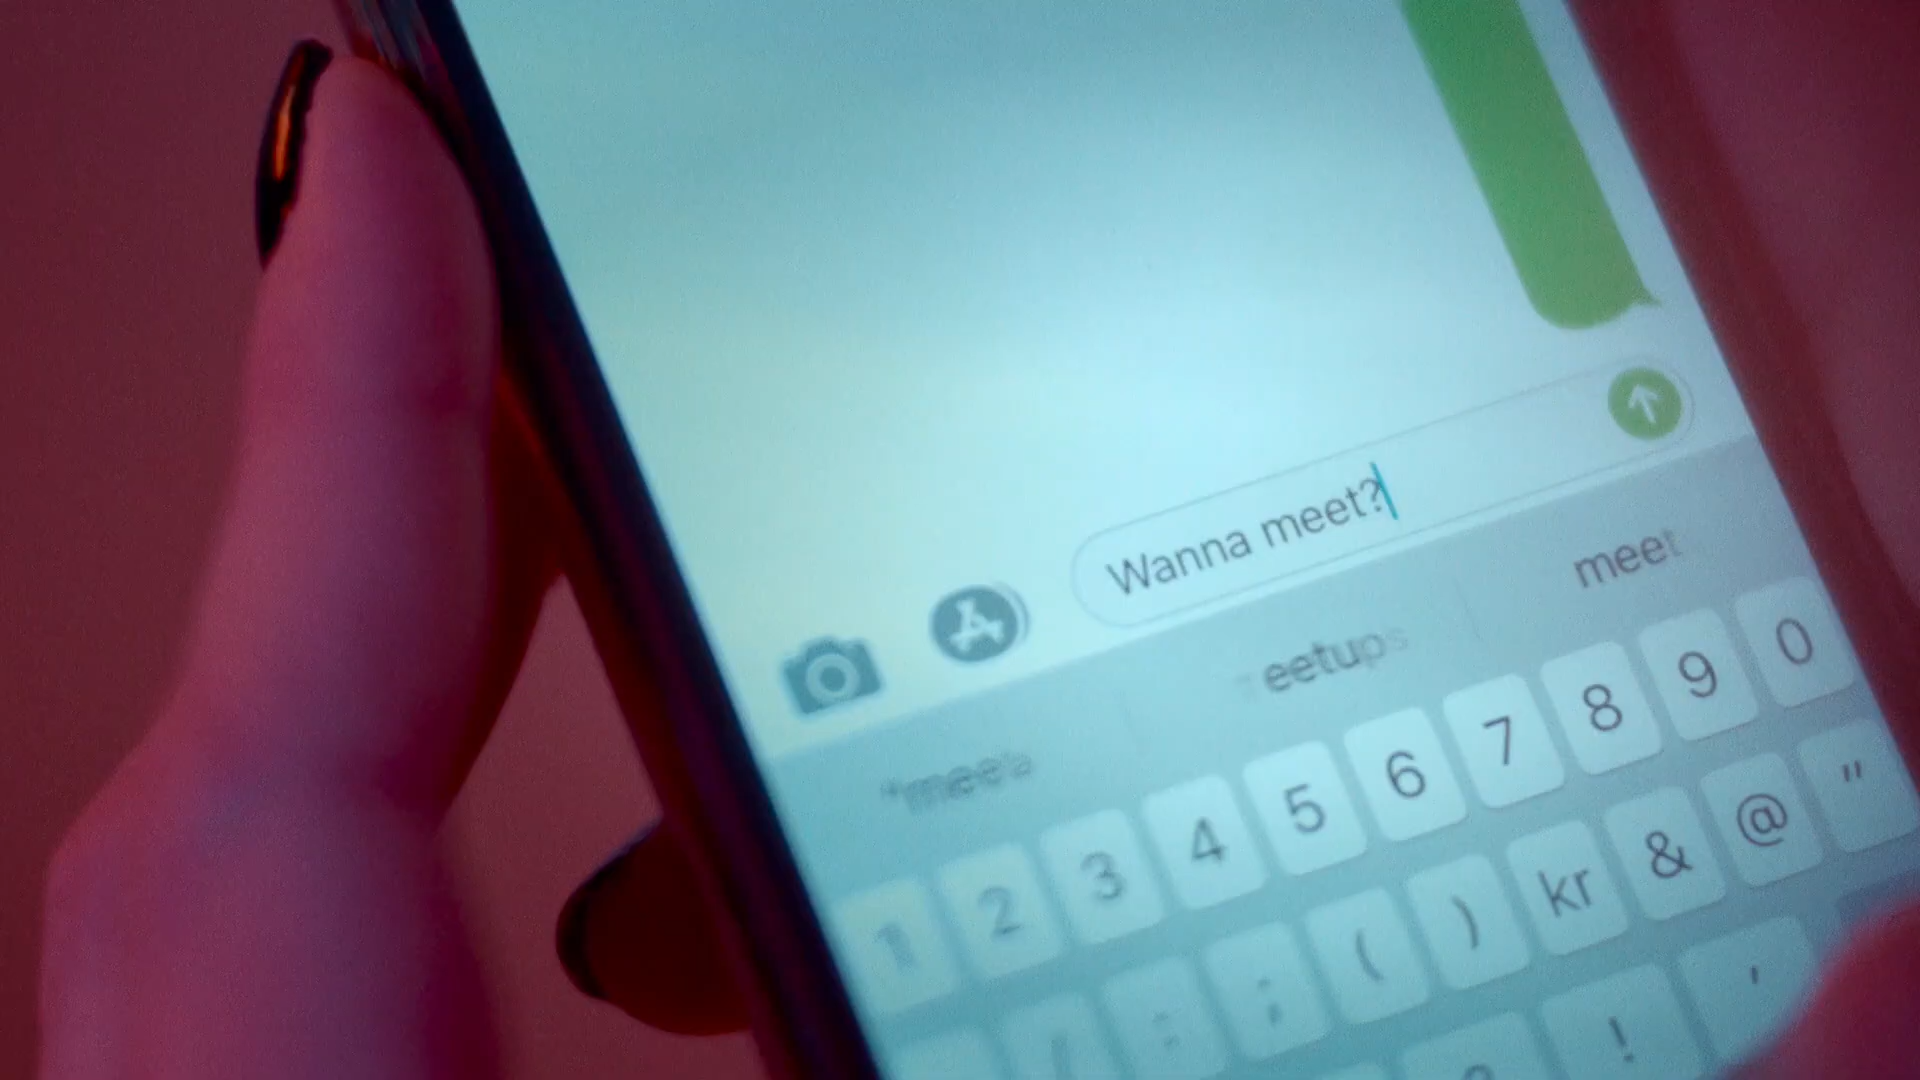 Wanna meet?
meet
1 2 3 4 5 6 7 8 9 0
; ( ) kr & @ "
! '